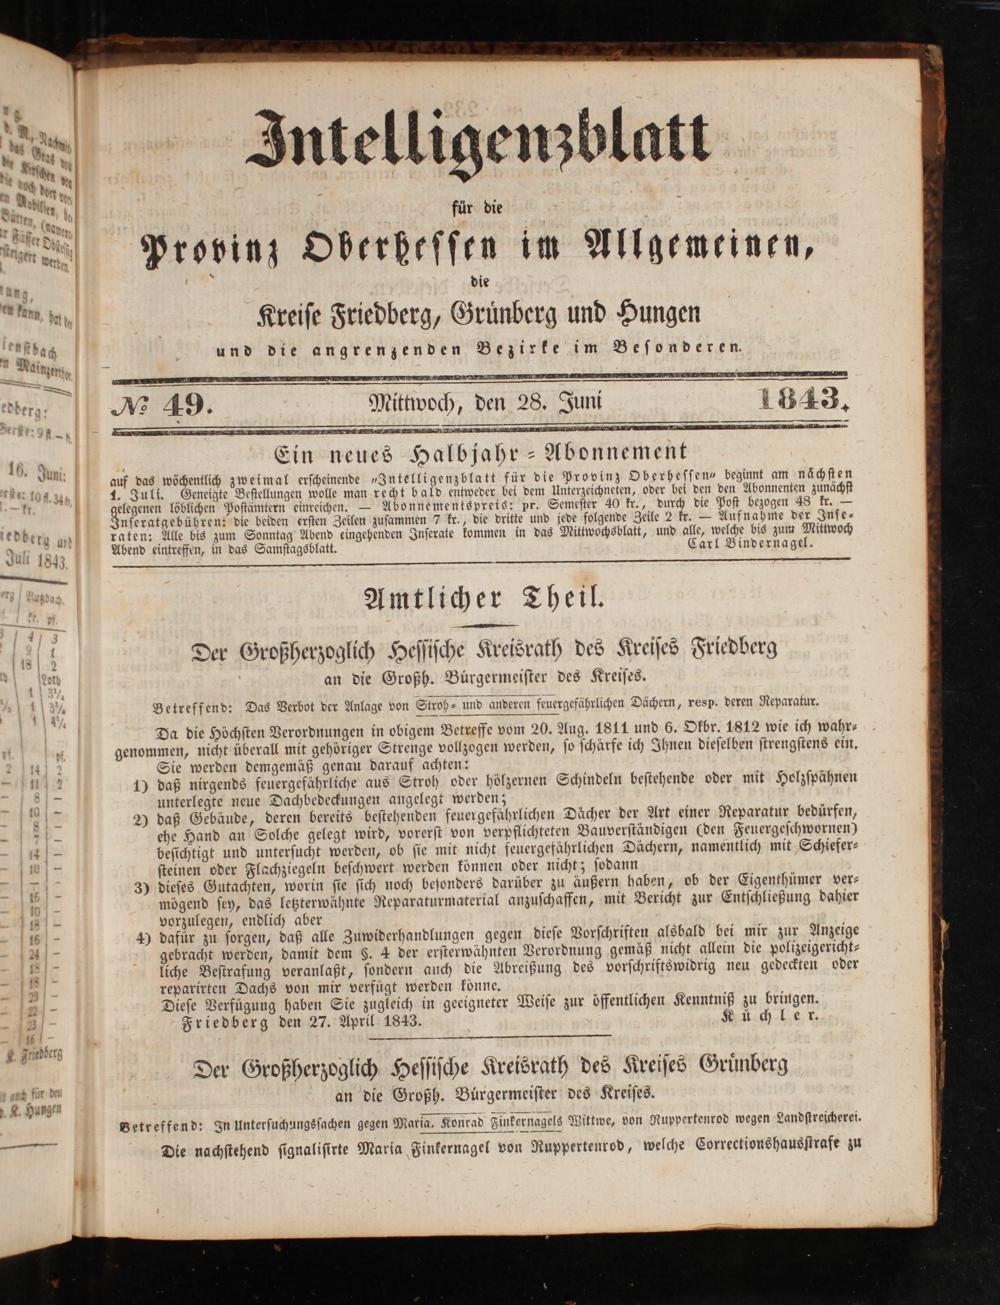 Intelligenzblatt
für die
Provinz Oberhessen im Allgemeinen,
die
Kreise Friedberg, Grünberg und Hungen
und die angrenzenden Bezirke im Besonderen.
№ 49. Mittwoch, den 28. Juni 1843.
Ein neues Halbjahr-Abonnement
auf das wöchentlich zweimal erscheinende „Intelligenzblatt für die Provinz Oberhessen“ beginnt am nächsten
1. Juli. Geneigte Bestellungen wolle man recht bald entweder bei dem Unterzeichneten, oder bei den den Abonnenten zunächst
gelegenen löblichen Postämtern einreichen. — Abonnementspreis: pr. Semester 40 kr., durch die Post bezogen 48 kr. —
Inseratgebühren: die beiden ersten Zeilen zusammen 7 kr., die dritte und jede folgende Zeile 2 kr. — Aufnahme der Inse-
raten: Alle bis zum Sonntag Abend eingehenden Inserate kommen in das Mittwochsblatt, und alle, welche bis zum Mittwoch
Abend eintreffen, in das Samstagsblatt. Carl Bindernagel.
Amtlicher Theil.
Der Großherzoglich Hessische Kreisrath des Kreises Friedberg
an die Großh. Bürgermeister des Kreises.
Betreffend: Das Verbot der Anlage von Stroh- und anderen feuergefährlichen Dächern, resp. deren Reparatur.
Da die Höchsten Verordnungen in obigem Betreffe vom 20. Aug. 1811 und 6. Oktbr. 1812 wie ich wahr-
genommen, nicht überall mit gehöriger Strenge vollzogen werden, so schärfe ich Ihnen dieselben strengstens ein.
Sie werden demgemäß genau darauf achten:
1) daß nirgends feuergefährliche aus Stroh oder hölzernen Schindeln bestehende oder mit Holzspähnen
unterlegte neue Dachbedeckungen angelegt werden;
2) daß Gebäude, deren bereits bestehenden feuergefährlichen Dächer der Art einer Reparatur bedürfen,
ehe Hand an Solche gelegt wird, vorerst von verpflichteten Bauverständigen (den Feuergeschwornen)
besichtigt und untersucht werden, ob sie mit nicht feuergefährlichen Dächern, namentlich mit Schiefer-
steinen oder Flachziegeln beschwert werden können oder nicht; sodann
3) dieses Gutachten, worin sie sich noch besonders darüber zu äußern haben, ob der Eigenthümer ver-
mögend sey, das letzterwähnte Reparaturmaterial anzuschaffen, mit Bericht zur Entschließung dahier
vorzulegen, endlich aber
4) dafür zu sorgen, daß alle Zuwiderhandlungen gegen diese Vorschriften alsbald bei mir zur Anzeige
gebracht werden, damit dem §. 4 der ersterwähnten Verordnung gemäß nicht allein die polizeigericht-
liche Bestrafung veranlaßt, sondern auch die Abreißung des vorschriftswidrig neu gedeckten oder
reparirten Dachs von mir verfügt werden könne.
Diese Verfügung haben Sie zugleich in geeigneter Weise zur öffentlichen Kenntniß zu bringen.
Friedberg den 27. April 1843. Küchler.
Der Großherzoglich Hessische Kreisrath des Kreises Grünberg
an die Großh. Bürgermeister des Kreises.
Betreffend: In Untersuchungssachen gegen Maria, Konrad Finkernagels Wittwe, von Ruppertenrod wegen Landstreicherei.
Die nachstehend signalisirte Maria Finkernagel von Ruppertenrod, welche Correctionshausstrafe zu